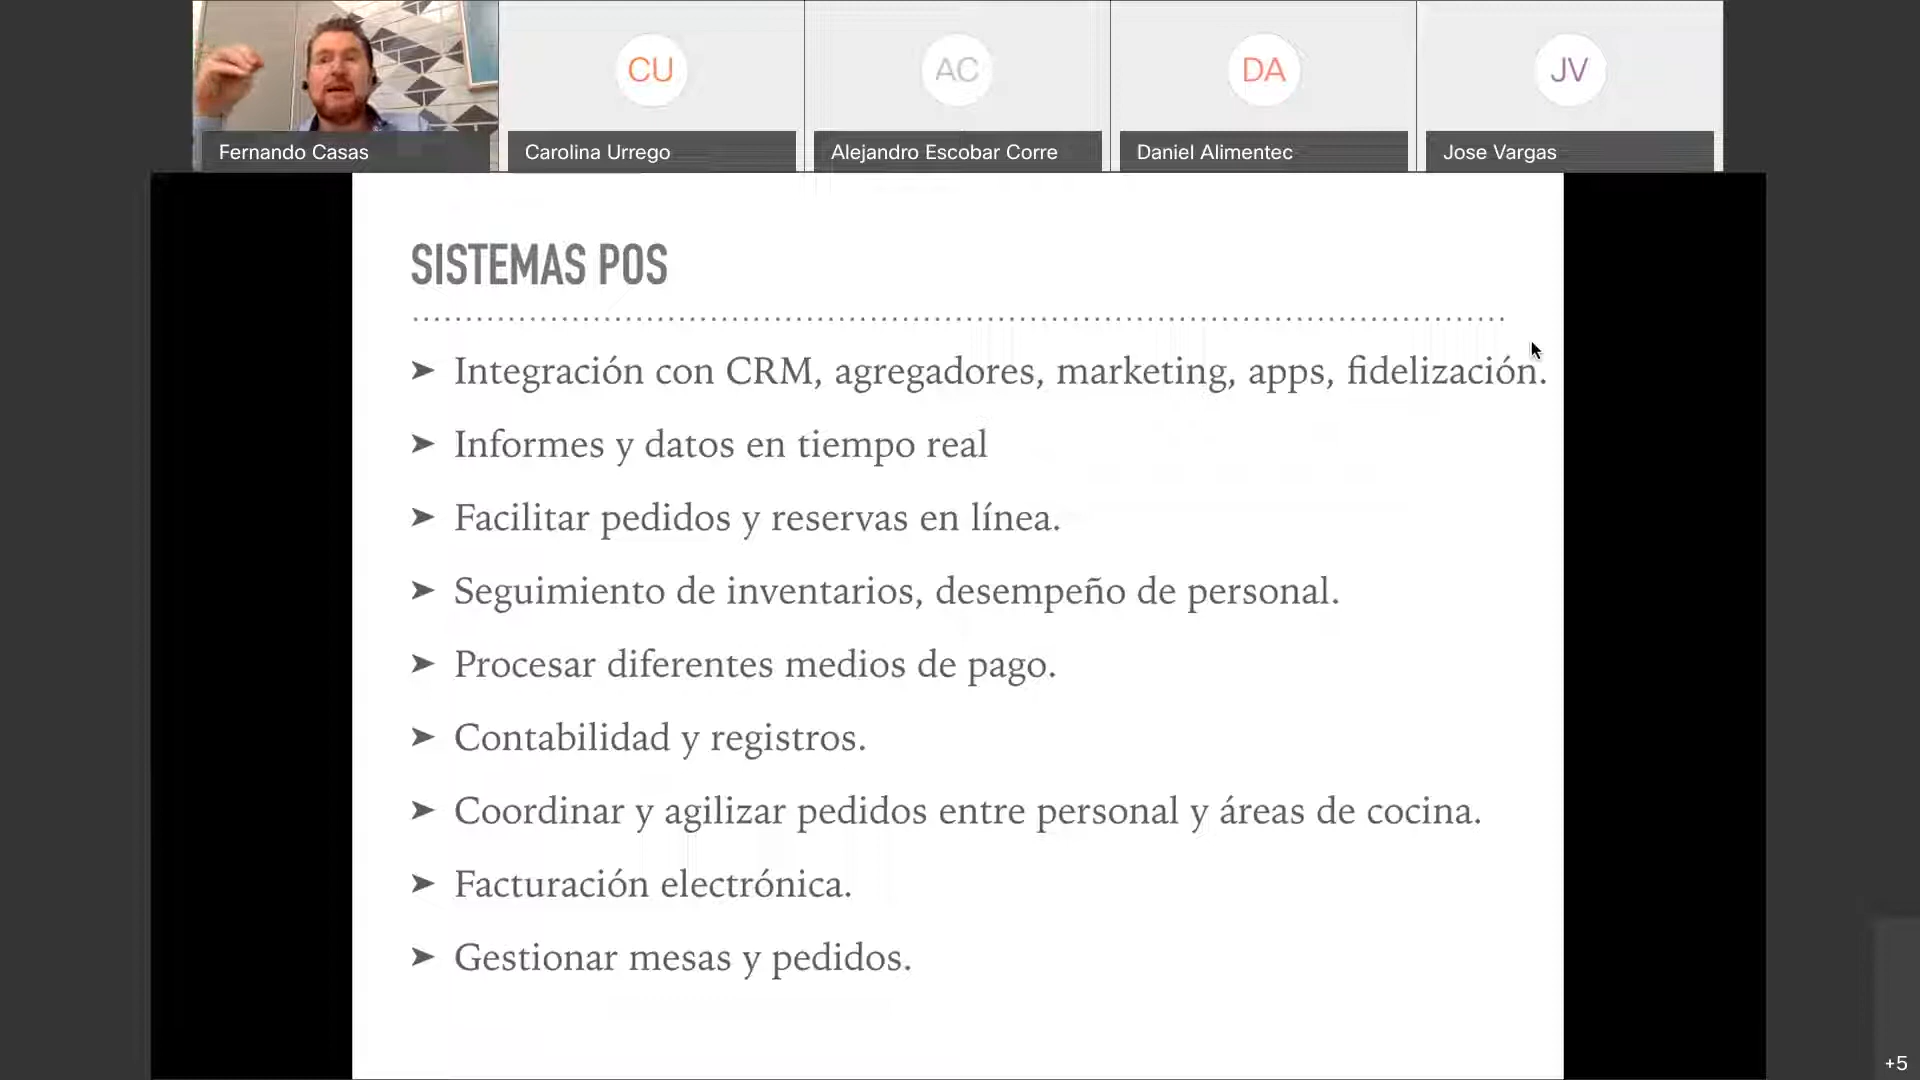 CU
AC
DA
JV
Fernando Casas
Carolina Urrego
Alejandro Escobar Corre
Daniel Alimentec
Jose Vargas
SISTEMAS POS
➤ Integración con CRM, agregadores, marketing, apps, fidelización.
➤ Informes y datos en tiempo real
➤ Facilitar pedidos y reservas en línea.
➤ Seguimiento de inventarios, desempeño de personal.
➤ Procesar diferentes medios de pago.
➤ Contabilidad y registros.
➤ Coordinar y agilizar pedidos entre personal y áreas de cocina.
➤ Facturación electrónica.
➤ Gestionar mesas y pedidos.
+5